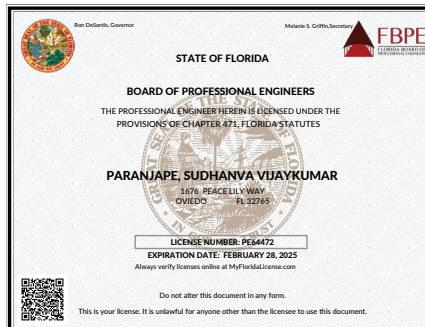 Ron DeSantis, Governor
Melanie S. Griffin,Secretary
FBPE
FLORIDA BOARD OF
PROFESSIONAL ENGINEERS
STATE OF FLORIDA
BOARD OF PROFESSIONAL ENGINEERS
THE PROFESSIONAL ENGINEER HEREIN IS LICENSED UNDER THE
PROVISIONS OF CHAPTER 471, FLORIDA STATUTES
PARANJAPE, SUDHANVA VIJAYKUMAR
1676 PEACE LILY WAY
OVIEDO FL 32765
LICENSE NUMBER: PE64472
EXPIRATION DATE: FEBRUARY 28, 2025
Always verify licenses online at MyFloridaLicense.com
Do not alter this document in any form.
This is your license. It is unlawful for anyone other than the licensee to use this document.